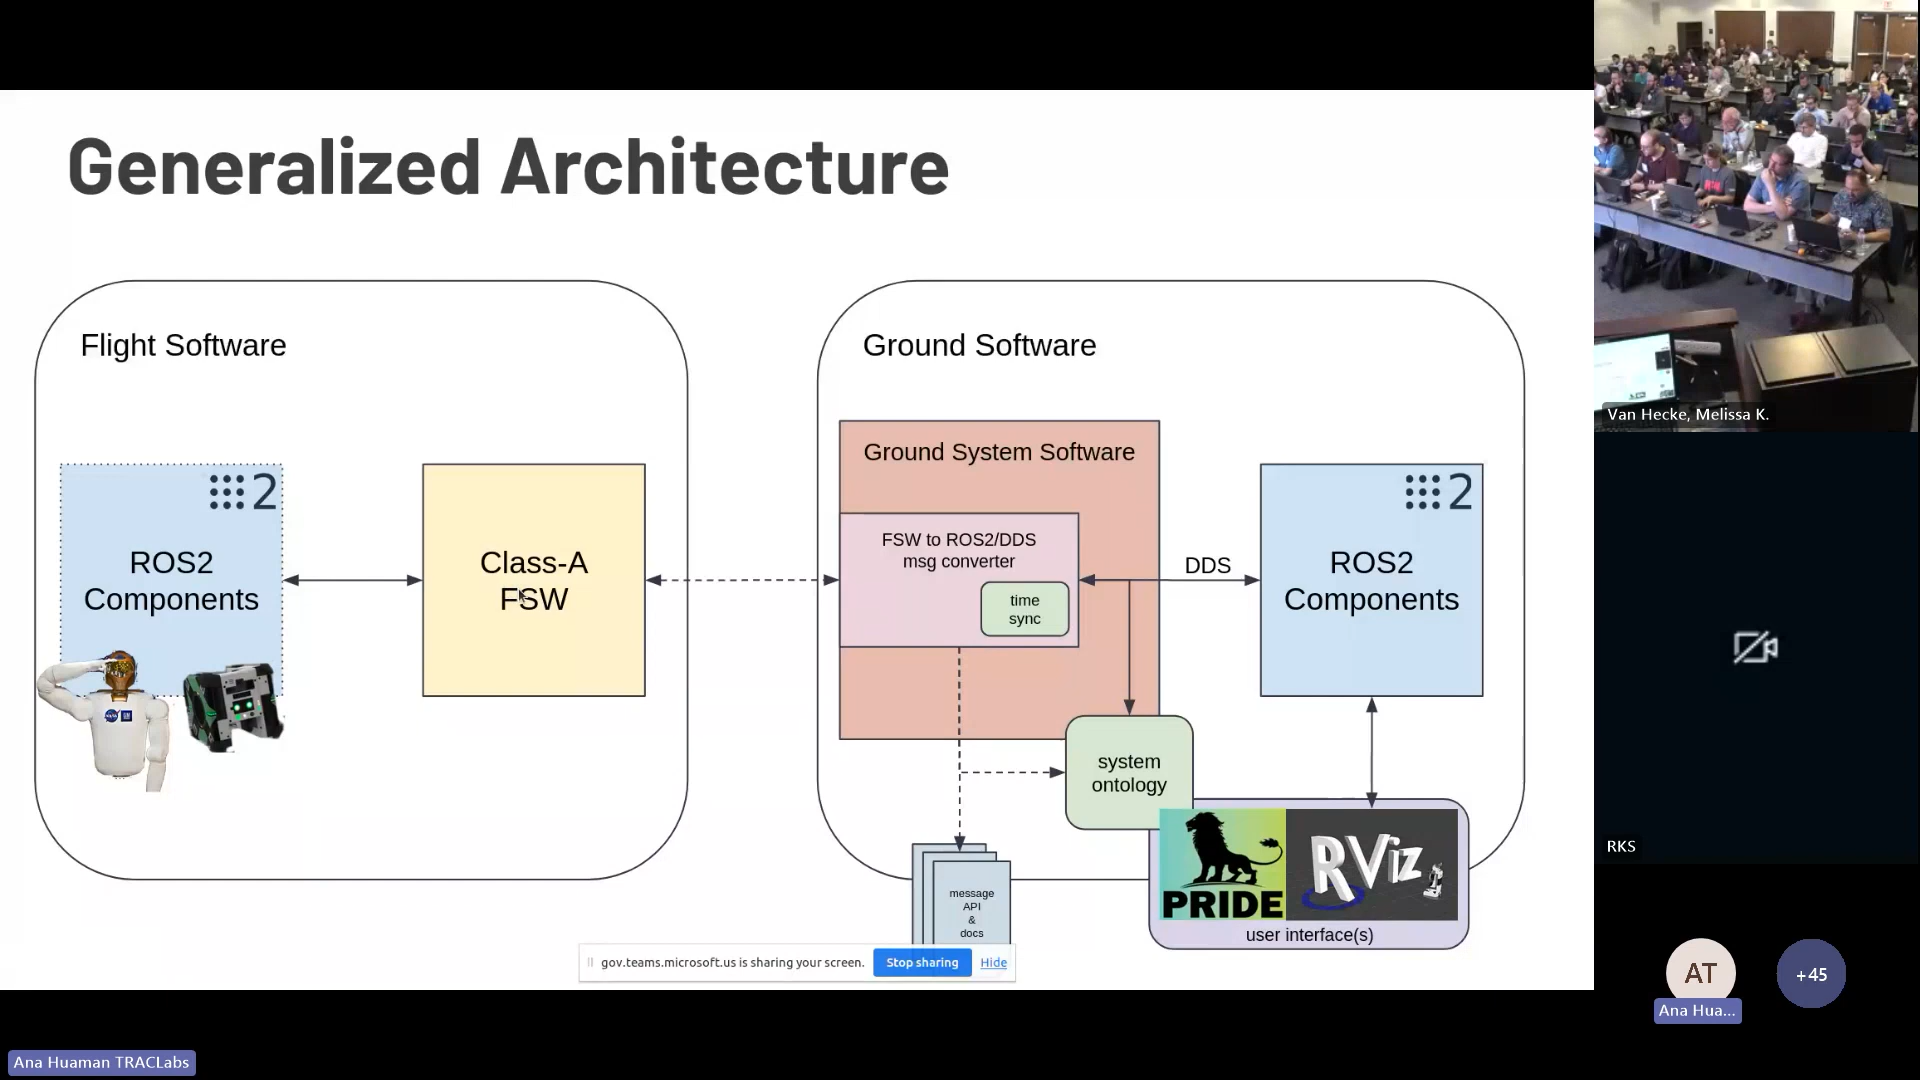 Generalized Architecture
Flight Software
2
ROS2
Components
Class-A
FSW
Ground Software
Ground System Software
FSW to ROS2/DDS
msg converter
time
sync
DDS
2
ROS2
Components
system
ontology
message
API
&
docs
PRIDE
RViz
user interface(s)
gov.teams.microsoft.us is sharing your screen.
Stop sharing
Hide
Van Hecke, Melissa K.
RKS
AT
Ana Hua...
+45
Ana Huaman TRACLabs